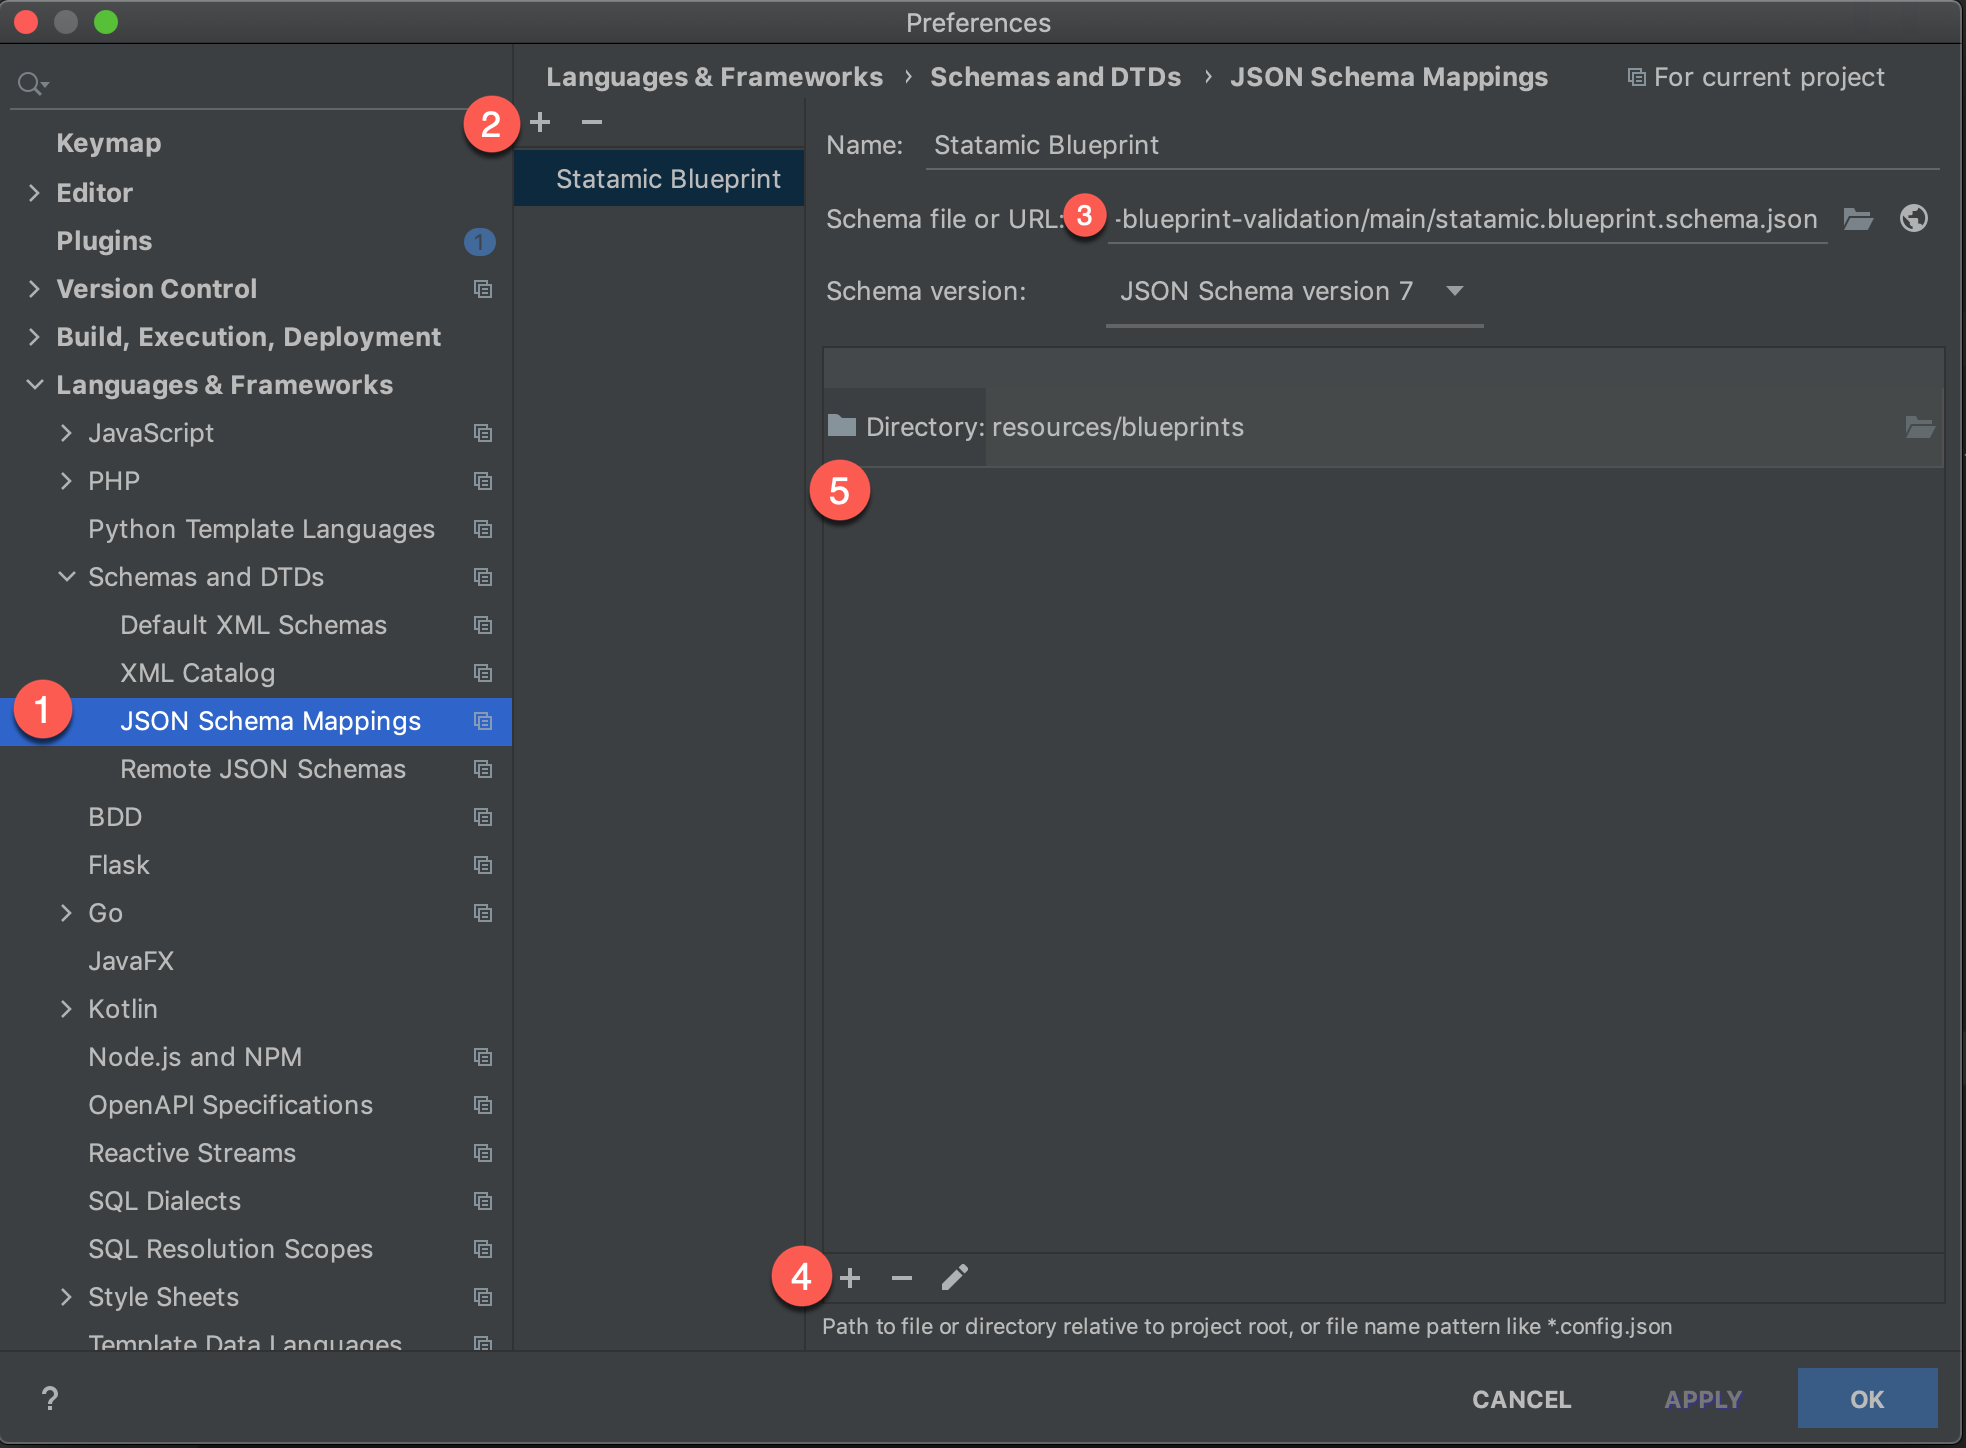 Preferences
Keymap
Editor
Plugins 1
Version Control
Build, Execution, Deployment
Languages & Frameworks
JavaScript
PHP
Python Template Languages
Schemas and DTDs
Default XML Schemas
XML Catalog
1 JSON Schema Mappings
Remote JSON Schemas
BDD
Flask
Go
JavaFX
Kotlin
Node.js and NPM
OpenAPI Specifications
Reactive Streams
SQL Dialects
SQL Resolution Scopes
Style Sheets
Template Data Languages
Languages & Frameworks › Schemas and DTDs › JSON Schema Mappings For current project
2 + −
Statamic Blueprint
Name: Statamic Blueprint
Schema file or URL: 3 -blueprint-validation/main/statamic.blueprint.schema.json
Schema version: JSON Schema version 7
Directory: resources/blueprints
5
4 + −
Path to file or directory relative to project root, or file name pattern like *.config.json
? CANCEL APPLY OK